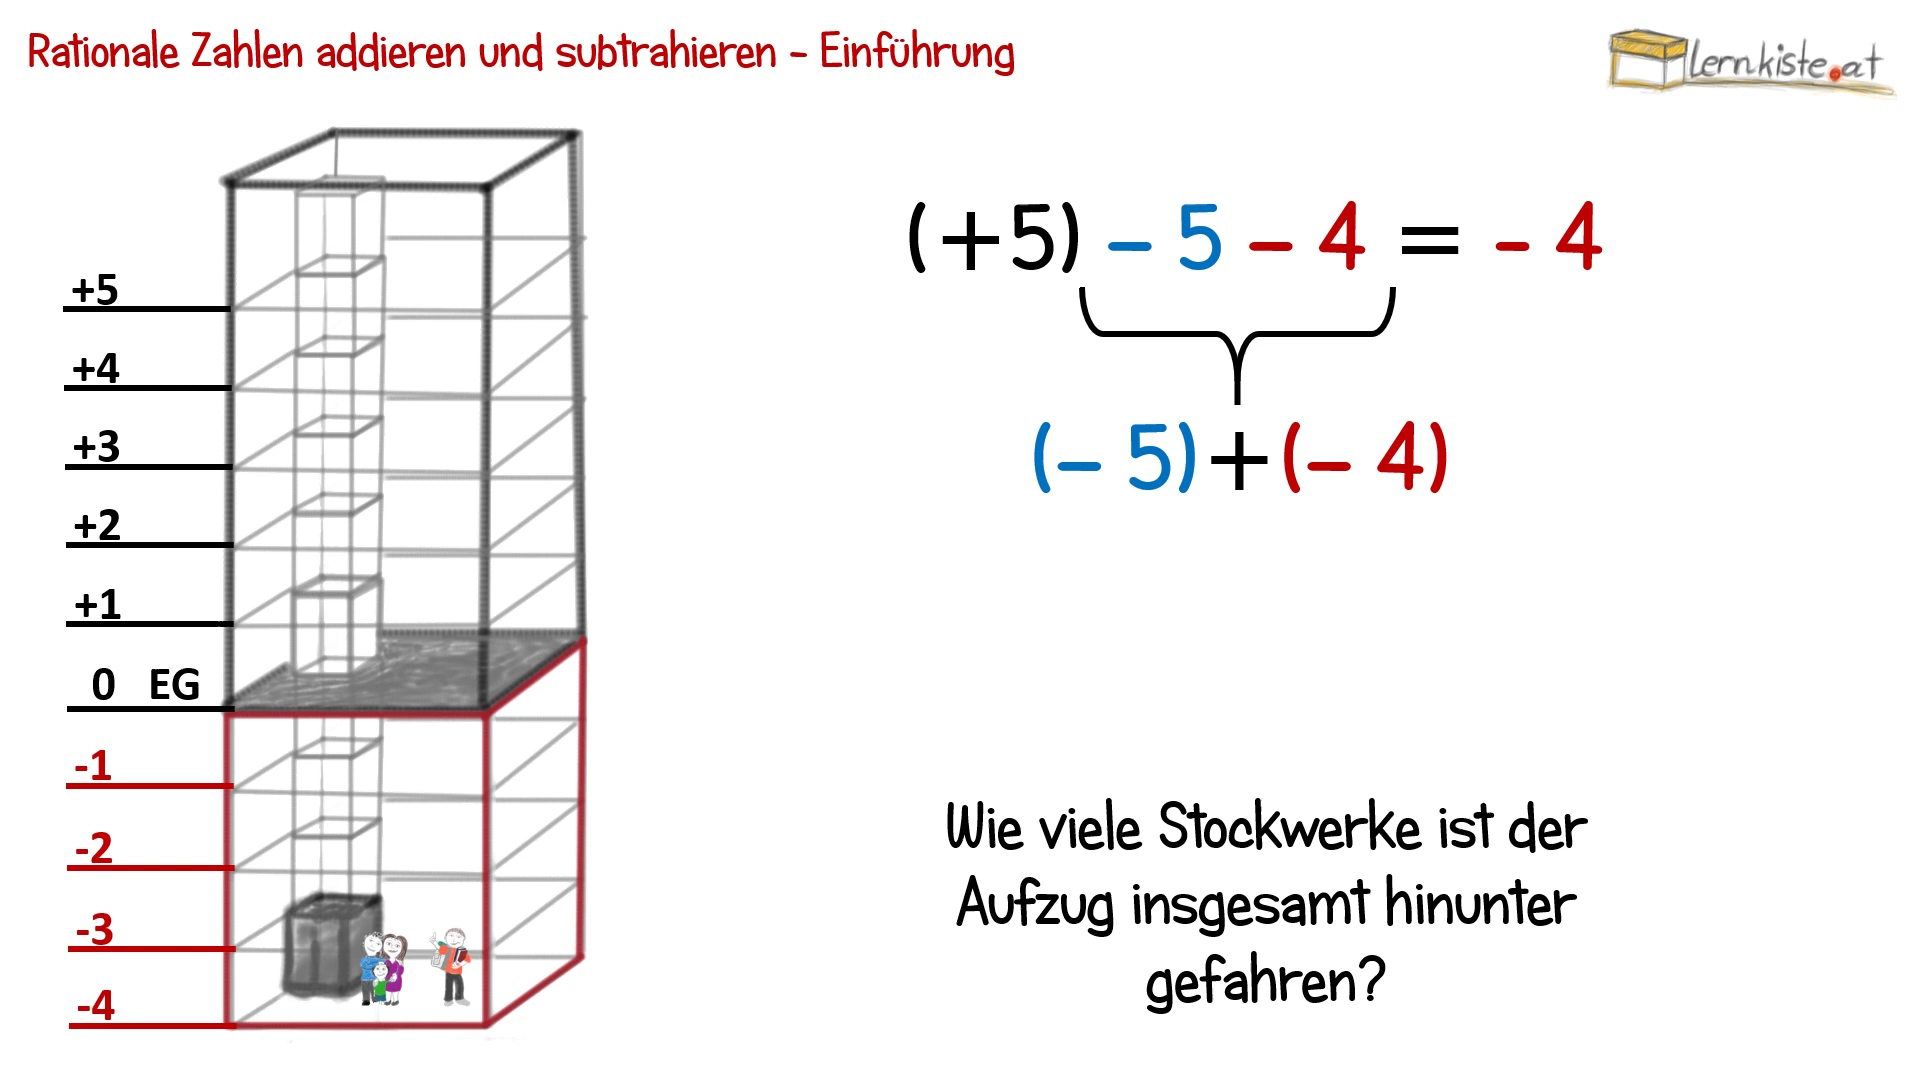 Rationale Zahlen addieren und subtrahieren - Einführung
Lernkiste.at
(+5) - 5 - 4 = - 4
(- 5)+(- 4)
+5
+4
+3
+2
+1
0 EG
-1
-2
-3
-4
Wie viele Stockwerke ist der
Aufzug insgesamt hinunter
gefahren?